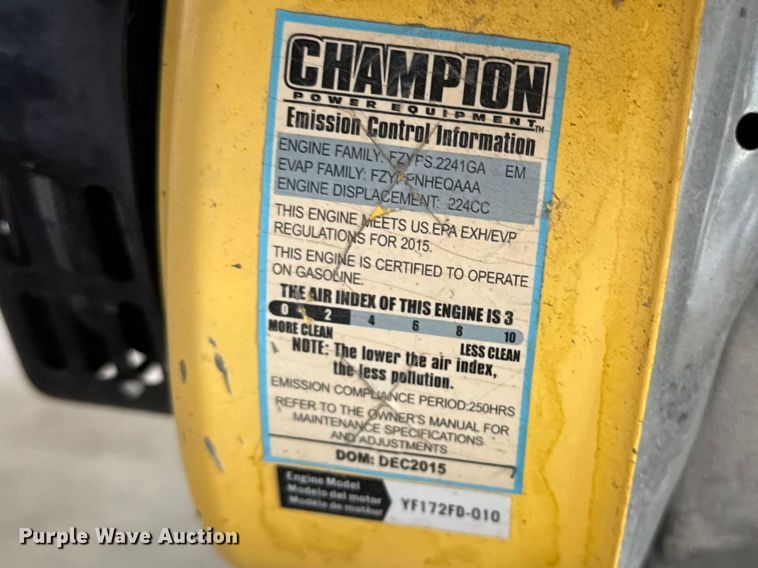 CHAMPION
POWER EQUIPMENT™
Emission Control Information
ENGINE FAMILY: FZYPS.2241GA EM
EVAP FAMILY: FZYPFNHEQAAA
ENGINE DISPLACEMENT: 224CC
THIS ENGINE MEETS US.EPA EXH/EVP
REGULATIONS FOR 2015.
THIS ENGINE IS CERTIFIED TO OPERATE
ON GASOLINE.
THE AIR INDEX OF THIS ENGINE IS 3
0 2 4 6 8 10
MORE CLEAN LESS CLEAN
NOTE: The lower the air index,
the less pollution.
EMISSION COMPLIANCE PERIOD:250HRS
REFER TO THE OWNER'S MANUAL FOR
MAINTENANCE SPECIFICATIONS
AND ADJUSTMENTS
DOM: DEC2015
Engine Model
Modelo del motor
Modèle de moteur
YF172FD-010
Purple Wave Auction®